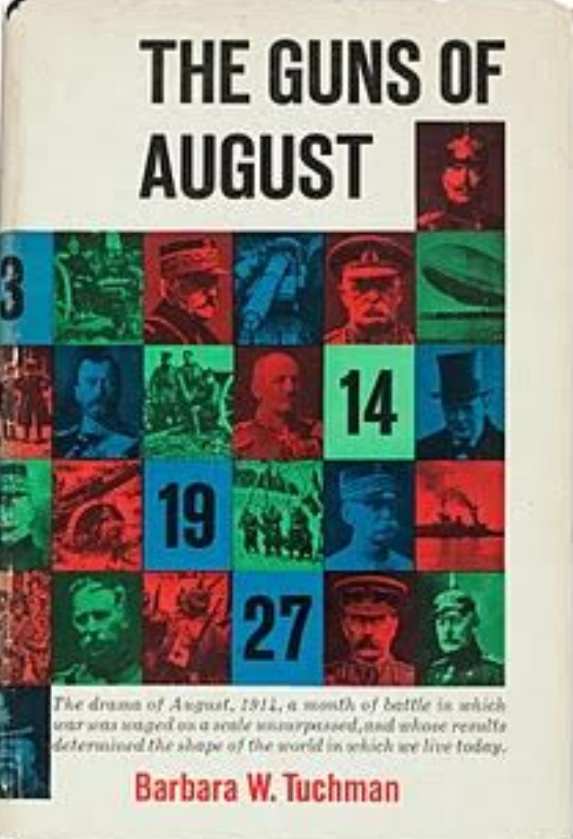 THE GUNS OF
AUGUST
3
14
19
27
The drama of August, 1914, a month of battle in which
war was waged on a scale unsurpassed, and whose results
determined the shape of the world in which we live today.
Barbara W. Tuchman